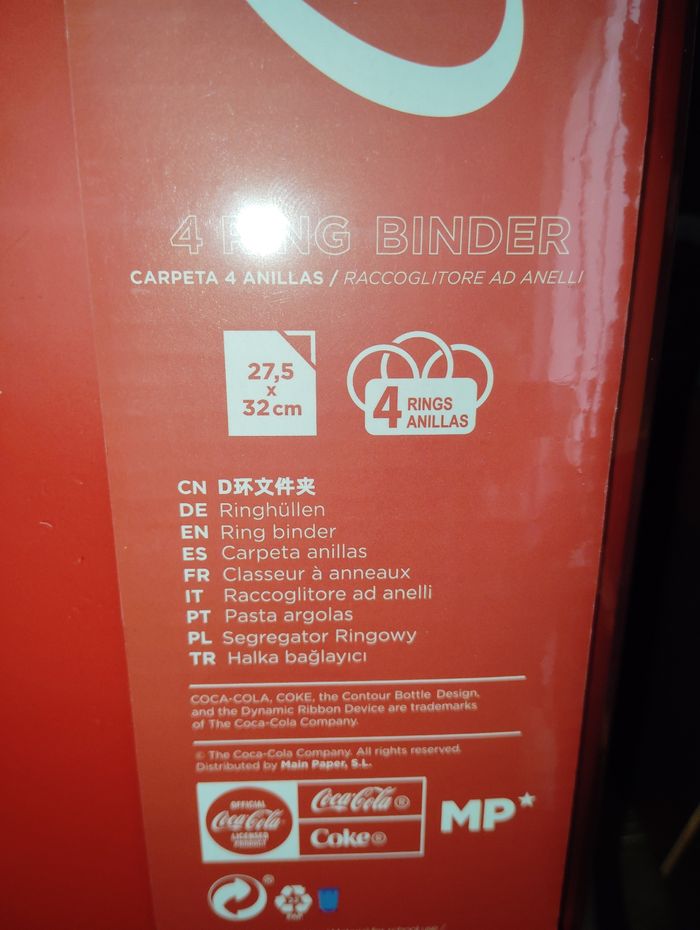 4 RING BINDER
CARPETA 4 ANILLAS / RACCOGLITORE AD ANELLI
27,5
x
32cm
4 RINGS
ANILLAS
CN D环文件夹
DE Ringhüllen
EN Ring binder
ES Carpeta anillas
FR Classeur à anneaux
IT Raccoglitore ad anelli
PT Pasta argolas
PL Segregator Ringowy
TR Halka bağlayıcı
COCA-COLA, COKE, the Contour Bottle Design,
and the Dynamic Ribbon Device are trademarks
of The Coca-Cola Company.
© The Coca-Cola Company. All rights reserved.
Distributed by Main Paper, S.L.
OFFICIAL
Coca-Cola
LICENSED
PRODUCT
Coca-Cola®
Coke®
MP
®
PAP